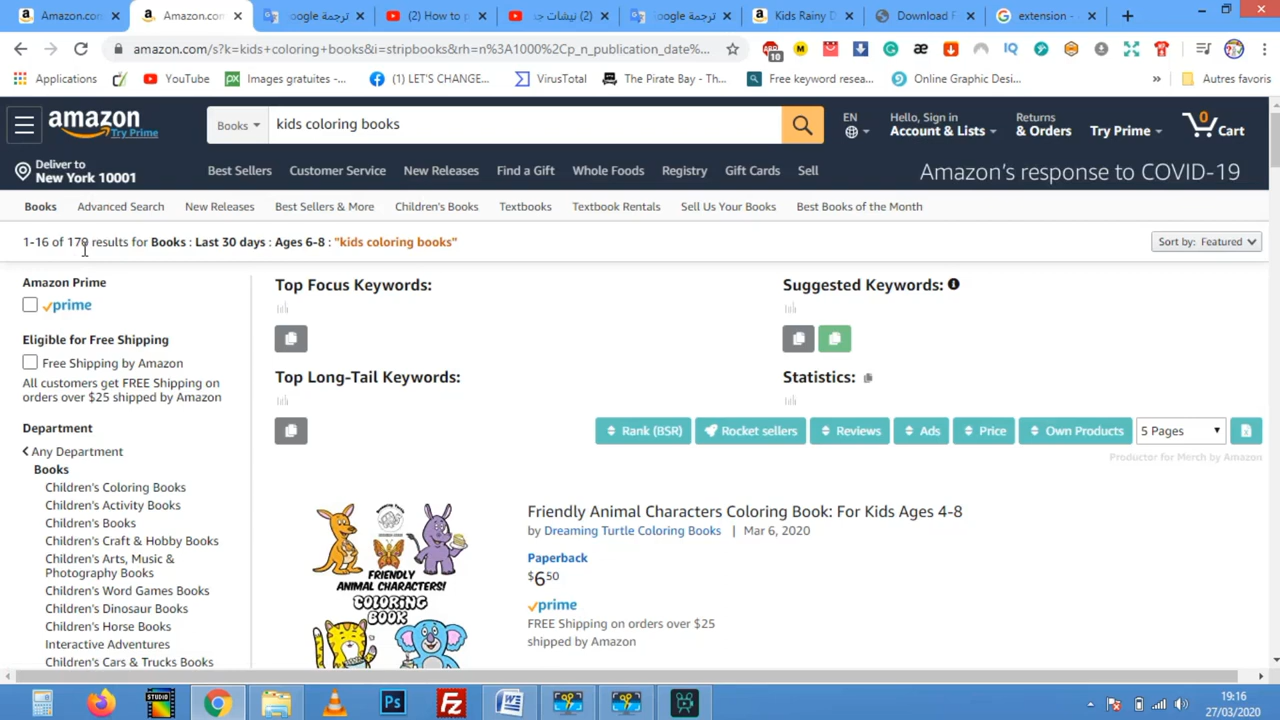 Amazon.con
Amazon.con
ترجمة Google
(2) How to p
(2) نيشات جد
ترجمة Google
Kids Rainy D
Download F
extension -
amazon.com/s?k=kids+coloring+books&i=stripbooks&rh=n%3A1000%2Cp_n_publication_date%...
10
Applications
YouTube
Images gratuites -...
(1) LET'S CHANGE...
VirusTotal
The Pirate Bay - Th...
Free keyword resea...
Online Graphic Desi...
»
Autres favoris
amazon
Try Prime
Books
kids coloring books
EN
Hello, Sign in
Account & Lists
Returns
& Orders
Try Prime
0
Cart
Deliver to
New York 10001
Best Sellers
Customer Service
New Releases
Find a Gift
Whole Foods
Registry
Gift Cards
Sell
Amazon's response to COVID-19
Books
Advanced Search
New Releases
Best Sellers & More
Children's Books
Textbooks
Textbook Rentals
Sell Us Your Books
Best Books of the Month
1-16 of 170 results for Books : Last 30 days : Ages 6-8 : "kids coloring books"
Sort by: Featured
Amazon Prime
prime
Eligible for Free Shipping
Free Shipping by Amazon
All customers get FREE Shipping on
orders over $25 shipped by Amazon
Department
Any Department
Books
Children's Coloring Books
Children's Activity Books
Children's Books
Children's Craft & Hobby Books
Children's Arts, Music &
Photography Books
Children's Word Games Books
Children's Dinosaur Books
Children's Horse Books
Interactive Adventures
Children's Cars & Trucks Books
Top Focus Keywords:
Suggested Keywords:
Top Long-Tail Keywords:
Statistics:
Rank (BSR)
Rocket sellers
Reviews
Ads
Price
Own Products
5 Pages
Productor for Merch by Amazon
FRIENDLY
ANIMAL CHARACTERS!
COLORING
BOOK
Friendly Animal Characters Coloring Book: For Kids Ages 4-8
by Dreaming Turtle Coloring Books | Mar 6, 2020
Paperback
$6.50
prime
FREE Shipping on orders over $25
shipped by Amazon
STUDIO
Ps
Fz
19:16
27/03/2020